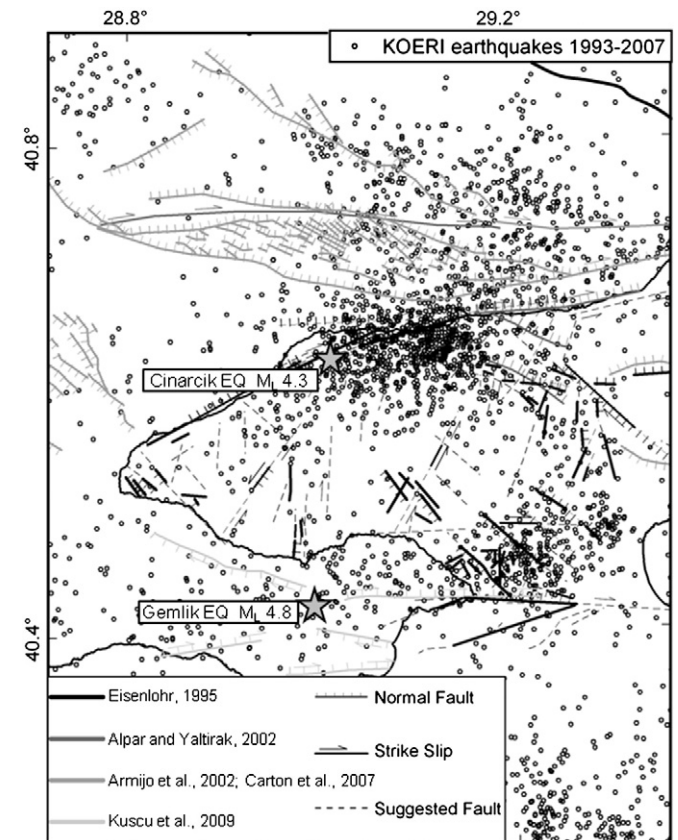 28.8° 29.2°
KOERI earthquakes 1993-2007
40.8°
Cinarcik EQ ML 4.3
Gemlik EQ ML 4.8
40.4°
Eisenlohr, 1995
Alpar and Yaltirak, 2002
Armijo et al., 2002; Carton et al., 2007
Kuscu et al., 2009
Normal Fault
Strike Slip
Suggested Fault